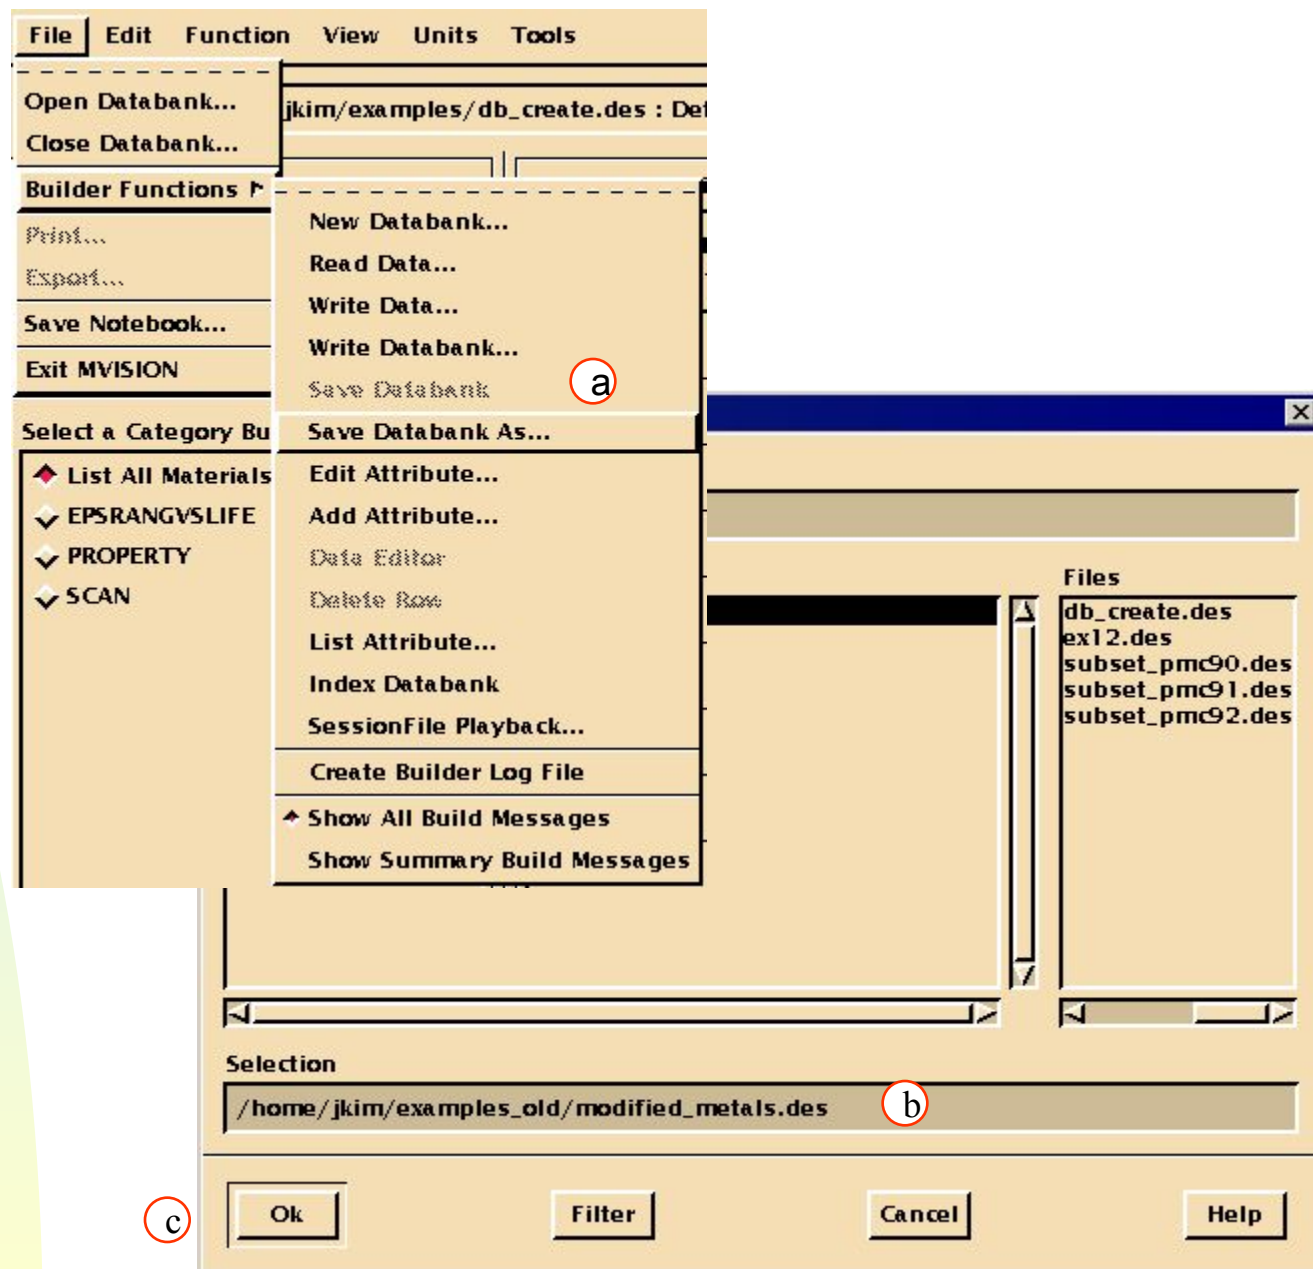 File Edit Function View Units Tools
Open Databank...
Close Databank...
jkim/examples/db_create.des : Def
Builder Functions
Print...
Export...
Save Notebook...
Exit MVISION
New Databank...
Read Data...
Write Data...
Write Databank...
Save Databank
a
Save Databank As...
Edit Attribute...
Add Attribute...
Data Editor
Delete Row
List Attribute...
Index Databank
SessionFile Playback...
Create Builder Log File
Show All Build Messages
Show Summary Build Messages
Select a Category Bu
List All Materials
EPSRANGVSLIFE
PROPERTY
SCAN
Files
db_create.des
ex12.des
subset_pmc90.des
subset_pmc91.des
subset_pmc92.des
Selection
/home/jkim/examples_old/modified_metals.des
b
c
Ok Filter Cancel Help